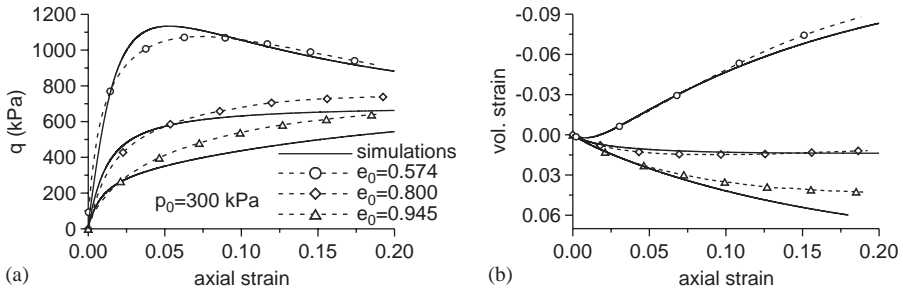 1200
1000
800
600
400
200
0
q (kPa)
0.00 0.05 0.10 0.15 0.20
axial strain
(a)
simulations
e0=0.574
e0=0.800
e0=0.945
p0=300 kPa
-0.09
-0.06
-0.03
0.00
0.03
0.06
vol. strain
0.00 0.05 0.10 0.15 0.20
axial strain
(b)